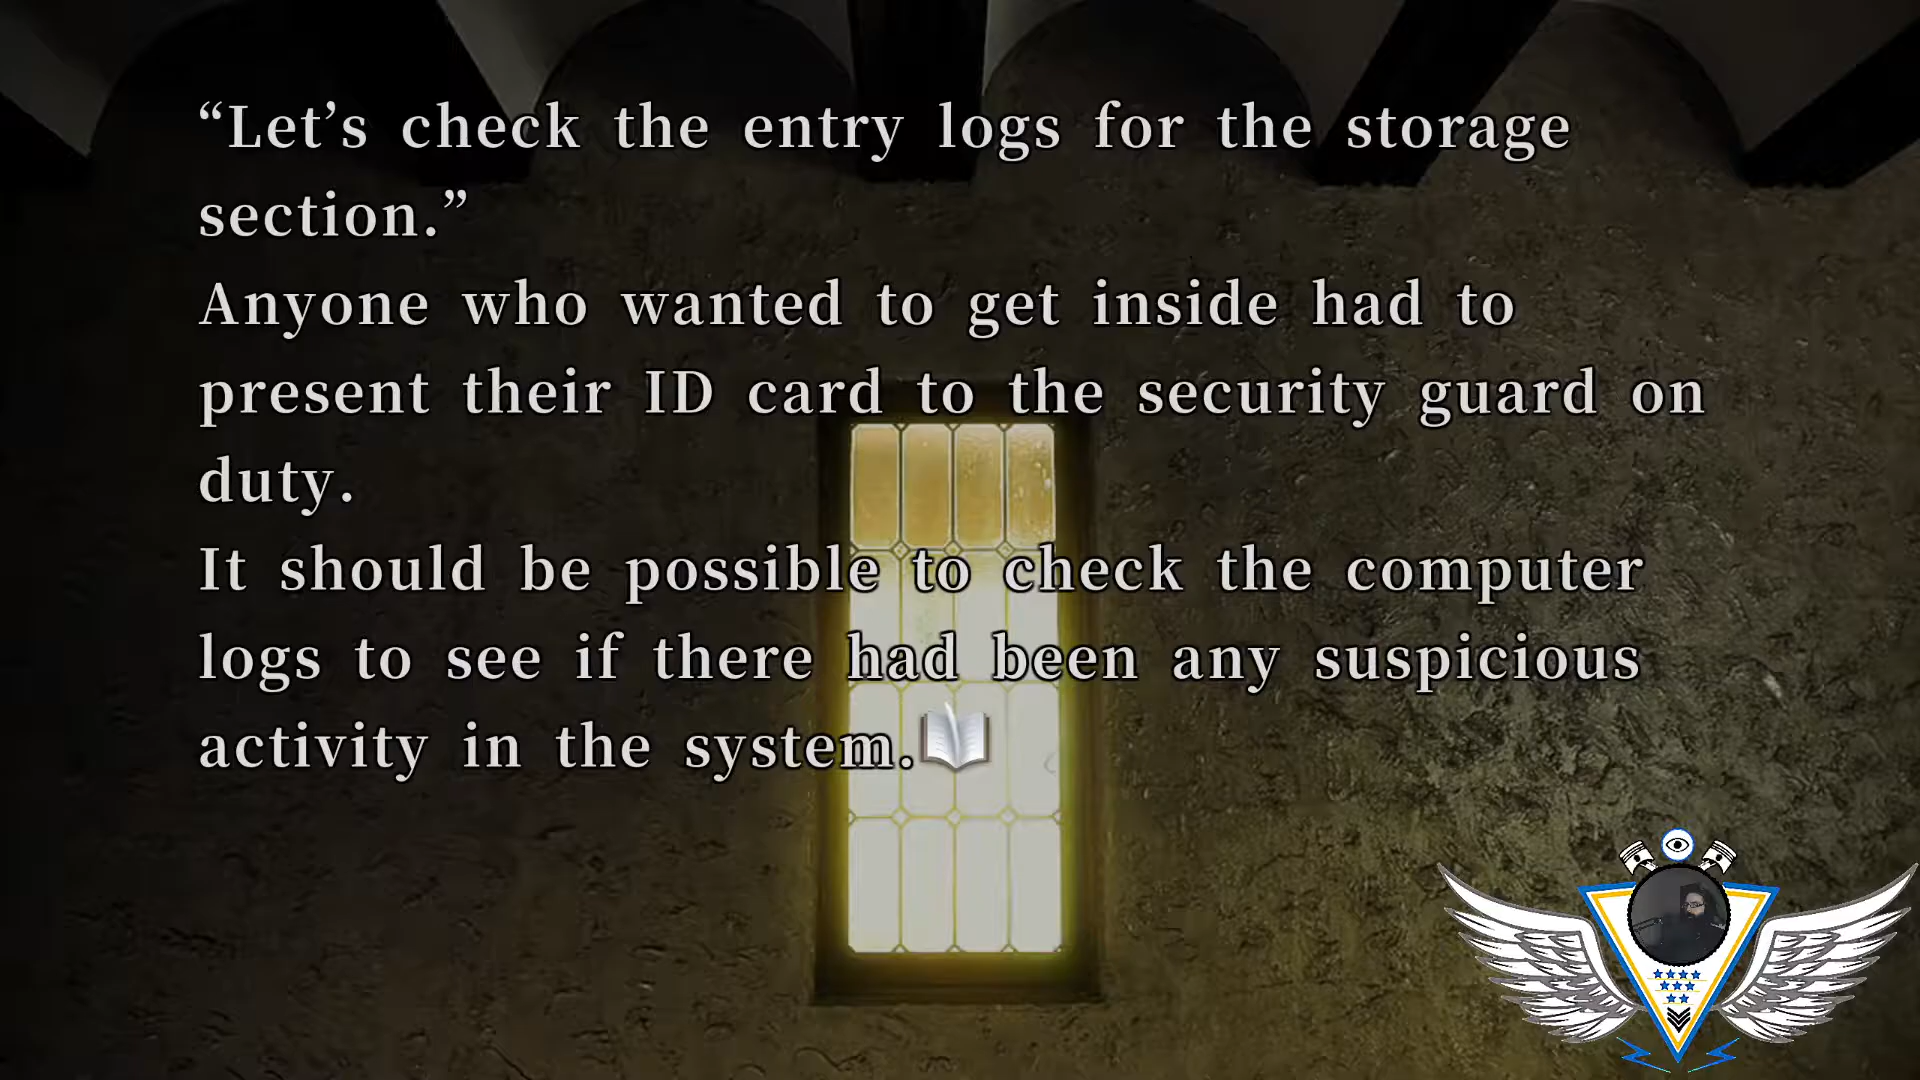 “Let’s check the entry logs for the storage
section.”
Anyone who wanted to get inside had to
present their ID card to the security guard on
duty.
It should be possible to check the computer
logs to see if there had been any suspicious
activity in the system.